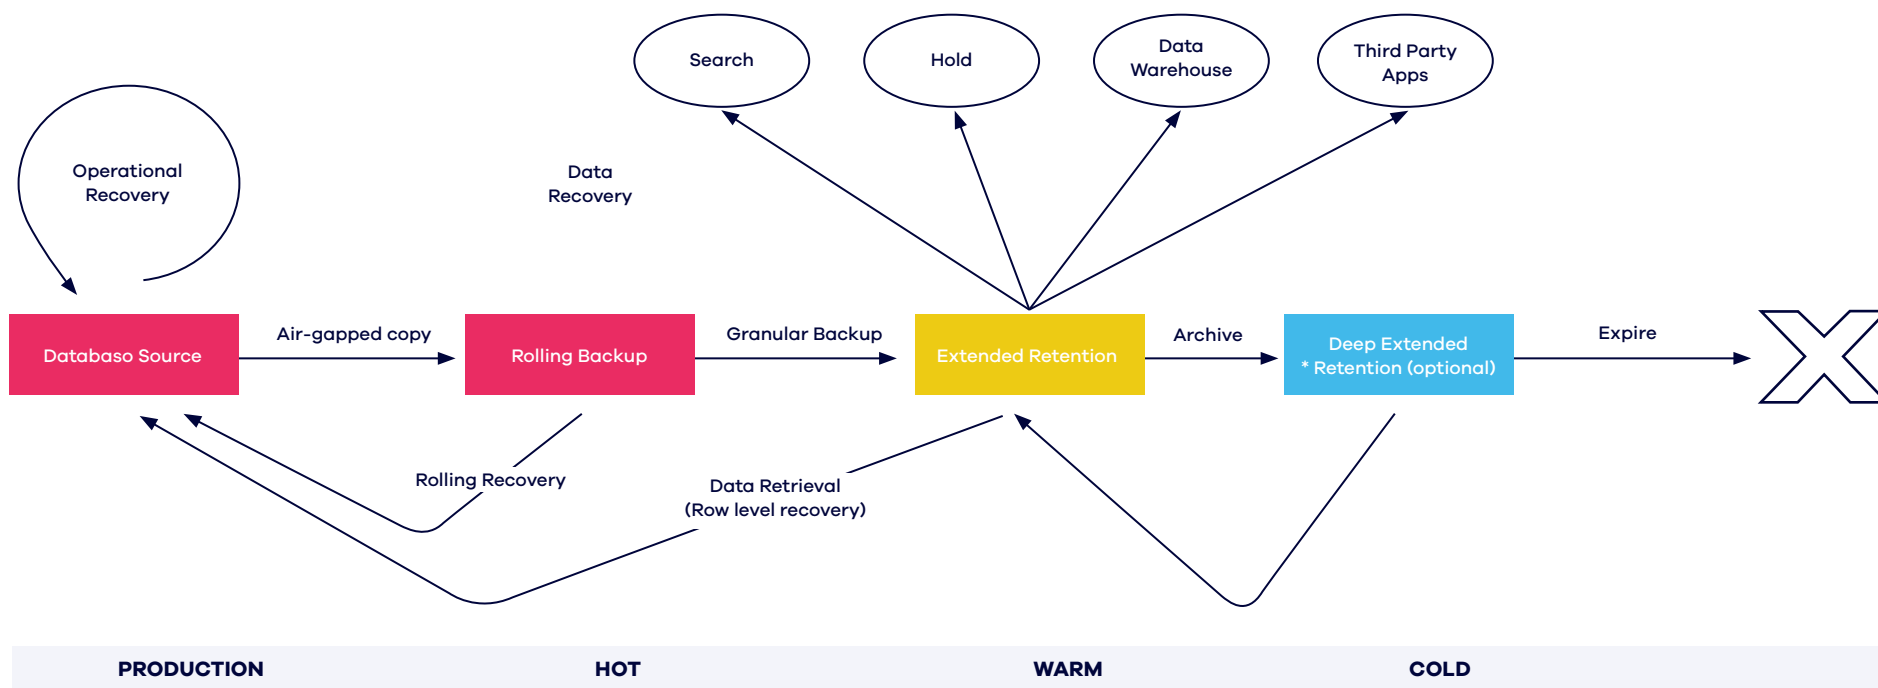 Search
Hold
Data
Warehouse
Third Party
Apps
Operational
Recovery
Data
Recovery
Air-gapped copy
Granular Backup
Archive
Expire
Databaso Source
Rolling Backup
Extended Retention
Deep Extended
* Retention (optional)
Rolling Recovery
Data Retrieval
(Row level recovery)
PRODUCTION
HOT
WARM
COLD